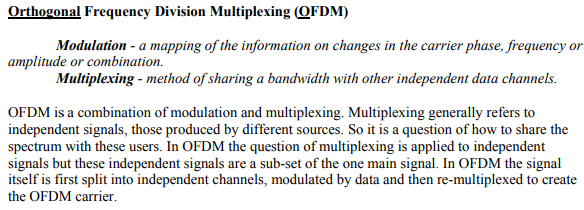 Orthogonal Frequency Division Multiplexing (OFDM)
Modulation - a mapping of the information on changes in the carrier phase, frequency or
amplitude or combination.
Multiplexing - method of sharing a bandwidth with other independent data channels.
OFDM is a combination of modulation and multiplexing. Multiplexing generally refers to
independent signals, those produced by different sources. So it is a question of how to share the
spectrum with these users. In OFDM the question of multiplexing is applied to independent
signals but these independent signals are a sub-set of the one main signal. In OFDM the signal
itself is first split into independent channels, modulated by data and then re-multiplexed to create
the OFDM carrier.